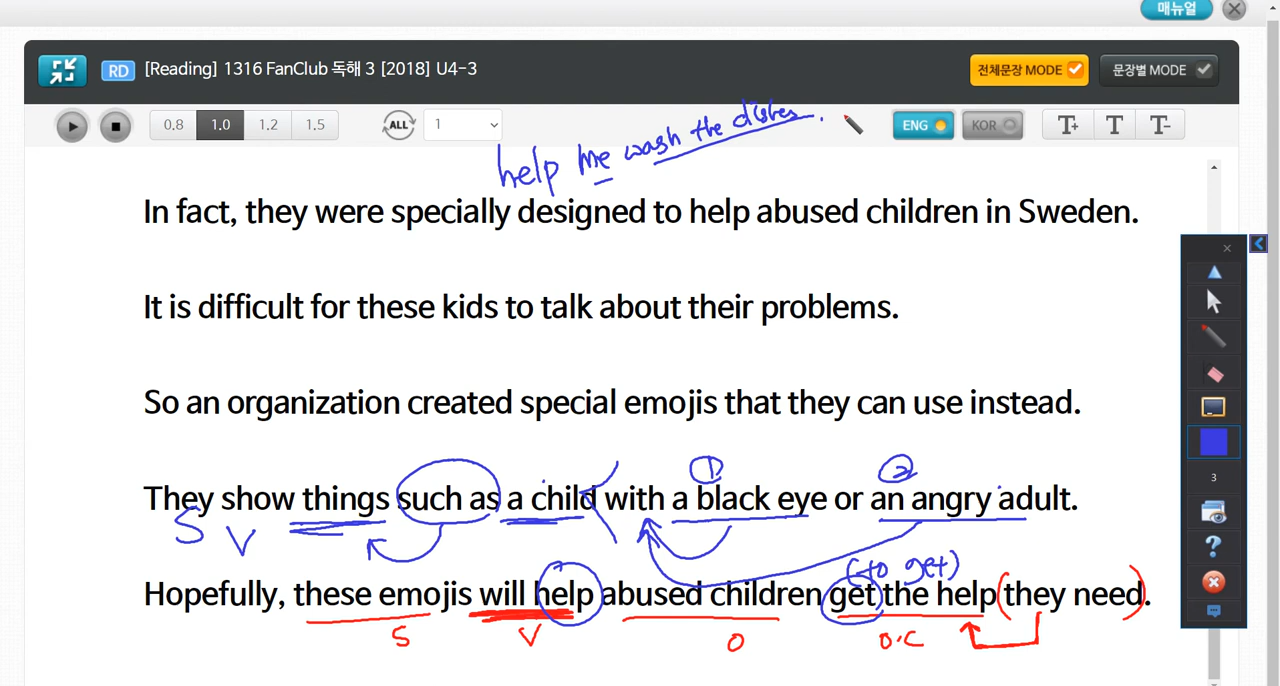 매뉴얼
RD [Reading] 1316 FanClub 독해 3 [2018] U4-3 전체문장 MODE 문장별 MODE
0.8 1.0 1.2 1.5 ALL 1 ENG KOR T+ T T-
help me wash the dishes.
In fact, they were specially designed to help abused children in Sweden.
It is difficult for these kids to talk about their problems.
So an organization created special emojis that they can use instead.
① ②
They show things such as a child with a black eye or an angry adult.
S V
(to get)
Hopefully, these emojis will help abused children get the help (they need).
S V O O.C
3